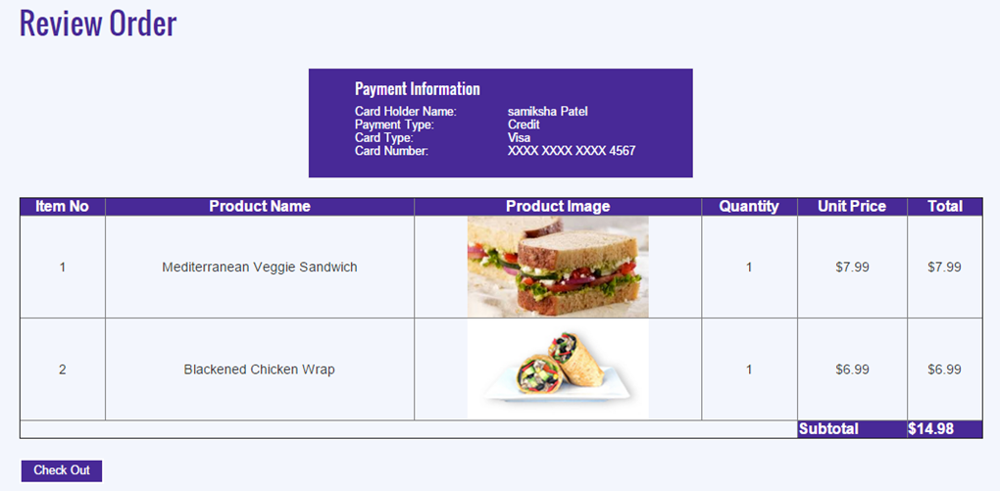 Review Order
Payment Information
Card Holder Name: samiksha Patel
Payment Type: Credit
Card Type: Visa
Card Number: XXXX XXXX XXXX 4567
Item No Product Name Product Image Quantity Unit Price Total
1 Mediterranean Veggie Sandwich 1 $7.99 $7.99
2 Blackened Chicken Wrap 1 $6.99 $6.99
Subtotal $14.98
Check Out